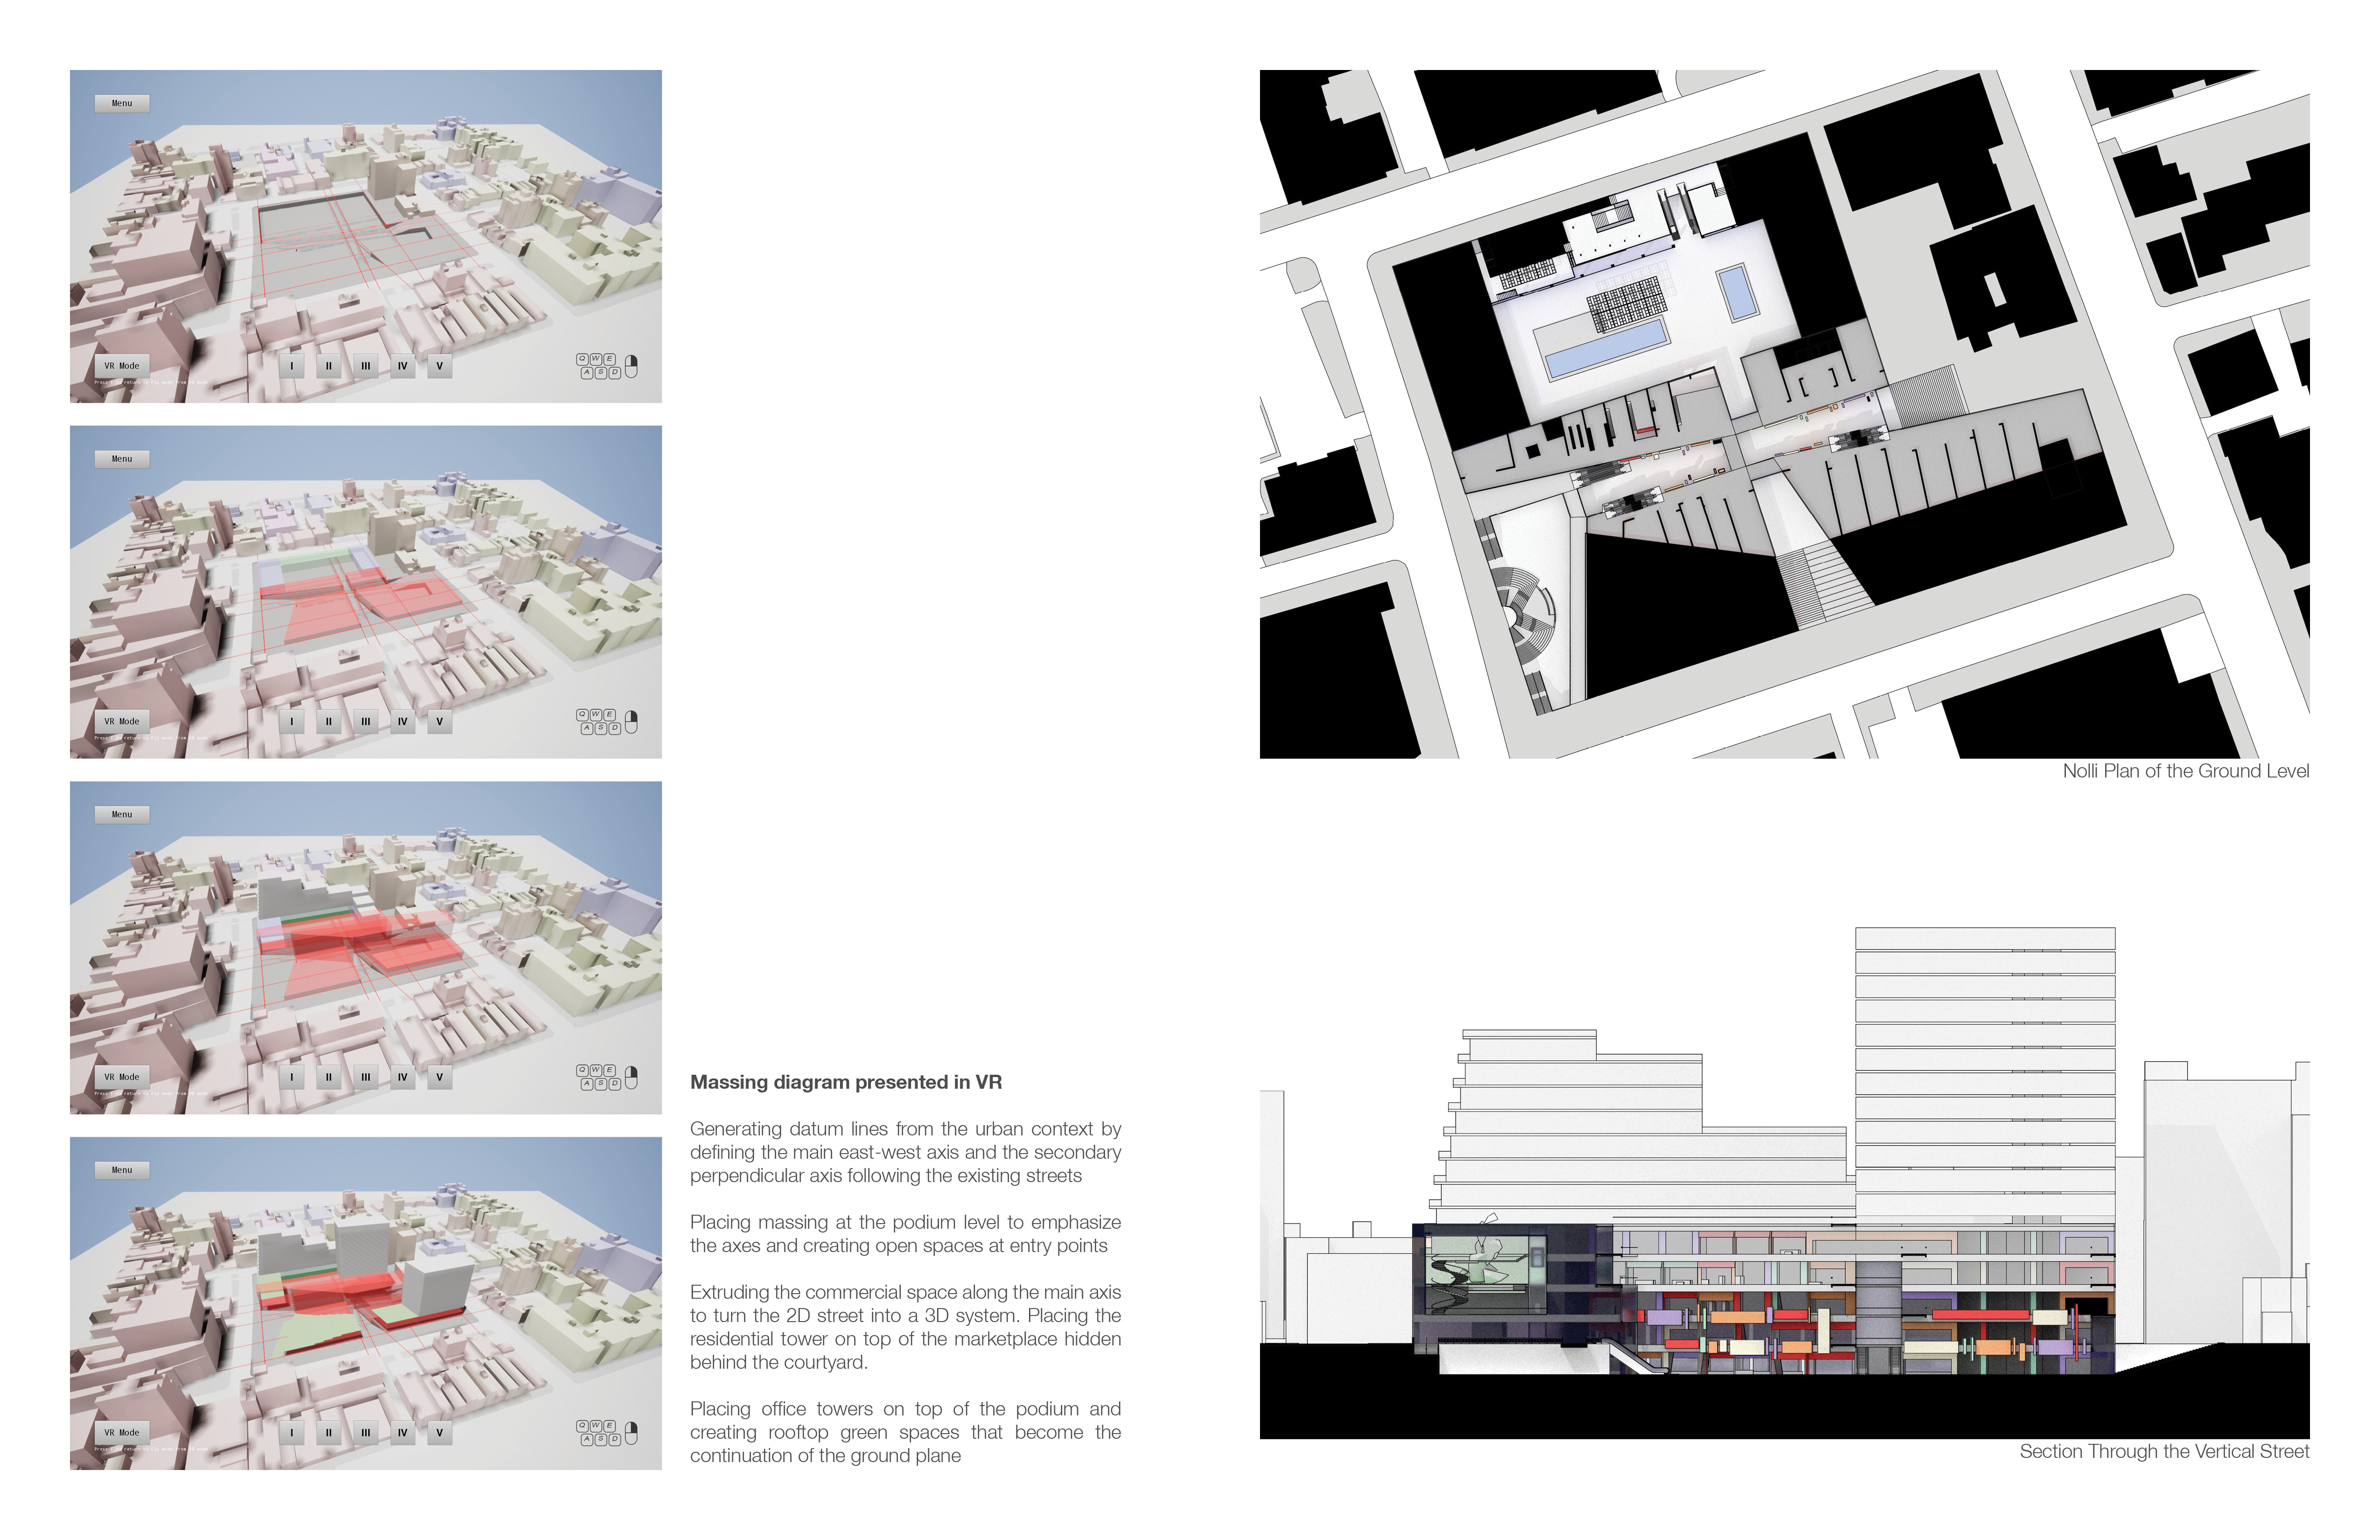 Menu
VR Mode
I II III IV V
Q W E
A S D
Menu
VR Mode
I II III IV V
Q W E
A S D
Menu
VR Mode
I II III IV V
Q W E
A S D
Menu
VR Mode
I II III IV V
Q W E
A S D
Massing diagram presented in VR
Generating datum lines from the urban context by
defining the main east-west axis and the secondary
perpendicular axis following the existing streets
Placing massing at the podium level to emphasize
the axes and creating open spaces at entry points
Extruding the commercial space along the main axis
to turn the 2D street into a 3D system. Placing the
residential tower on top of the marketplace hidden
behind the courtyard.
Placing office towers on top of the podium and
creating rooftop green spaces that become the
continuation of the ground plane
Nolli Plan of the Ground Level
Section Through the Vertical Street